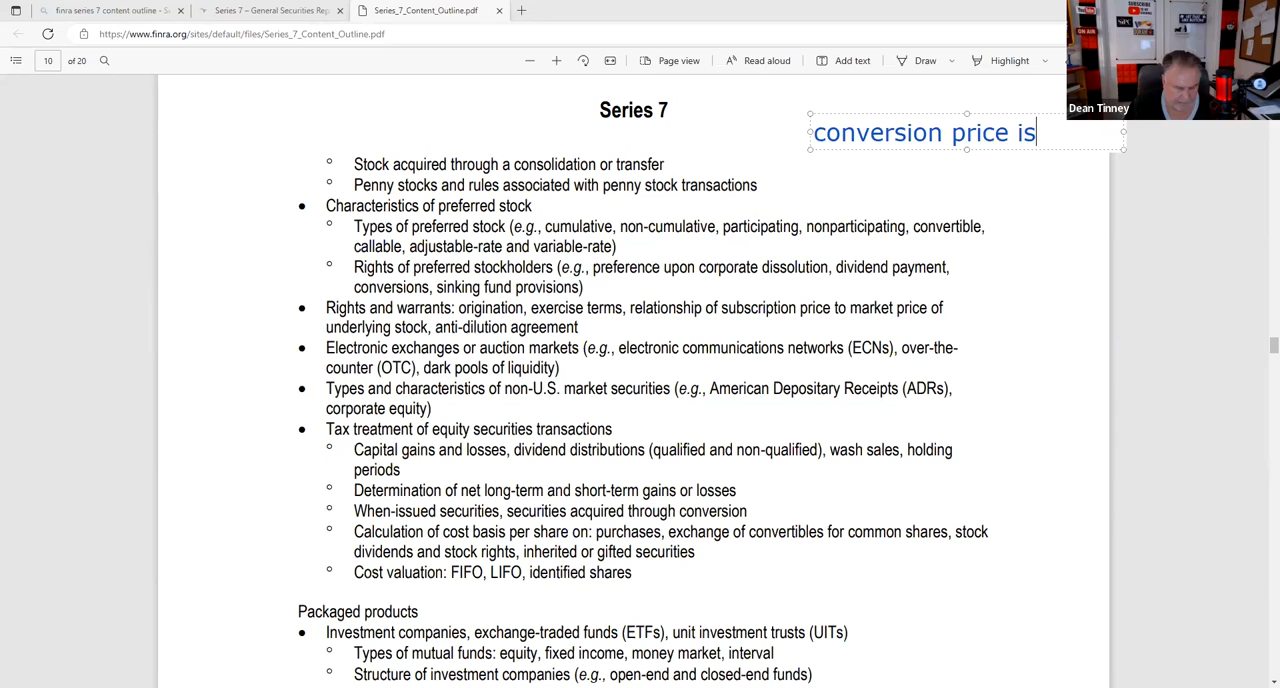 finra series 7 content outline - Se
Series 7 – General Securities Rep
Series_7_Content_Outline.pdf
https://www.finra.org/sites/default/files/Series_7_Content_Outline.pdf
10 of 20
Page view
Read aloud
Add text
Draw
Highlight
ON AIR
SIPC
Dean Tinney
Series 7
conversion price is
Stock acquired through a consolidation or transfer
Penny stocks and rules associated with penny stock transactions
Characteristics of preferred stock
Types of preferred stock (e.g., cumulative, non-cumulative, participating, nonparticipating, convertible,
callable, adjustable-rate and variable-rate)
Rights of preferred stockholders (e.g., preference upon corporate dissolution, dividend payment,
conversions, sinking fund provisions)
Rights and warrants: origination, exercise terms, relationship of subscription price to market price of
underlying stock, anti-dilution agreement
Electronic exchanges or auction markets (e.g., electronic communications networks (ECNs), over-the-
counter (OTC), dark pools of liquidity)
Types and characteristics of non-U.S. market securities (e.g., American Depositary Receipts (ADRs),
corporate equity)
Tax treatment of equity securities transactions
Capital gains and losses, dividend distributions (qualified and non-qualified), wash sales, holding
periods
Determination of net long-term and short-term gains or losses
When-issued securities, securities acquired through conversion
Calculation of cost basis per share on: purchases, exchange of convertibles for common shares, stock
dividends and stock rights, inherited or gifted securities
Cost valuation: FIFO, LIFO, identified shares
Packaged products
Investment companies, exchange-traded funds (ETFs), unit investment trusts (UITs)
Types of mutual funds: equity, fixed income, money market, interval
Structure of investment companies (e.g., open-end and closed-end funds)